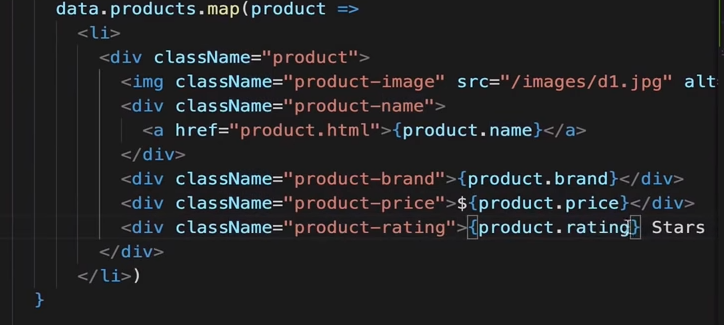 data.products.map(product =>
<li>
<div className="product">
<img className="product-image" src="/images/d1.jpg" alt=
<div className="product-name">
<a href="product.html">{product.name}</a>
</div>
<div className="product-brand">{product.brand}</div>
<div className="product-price">${product.price}</div>
<div className="product-rating">{product.rating} Stars
</div>
</li>)
}